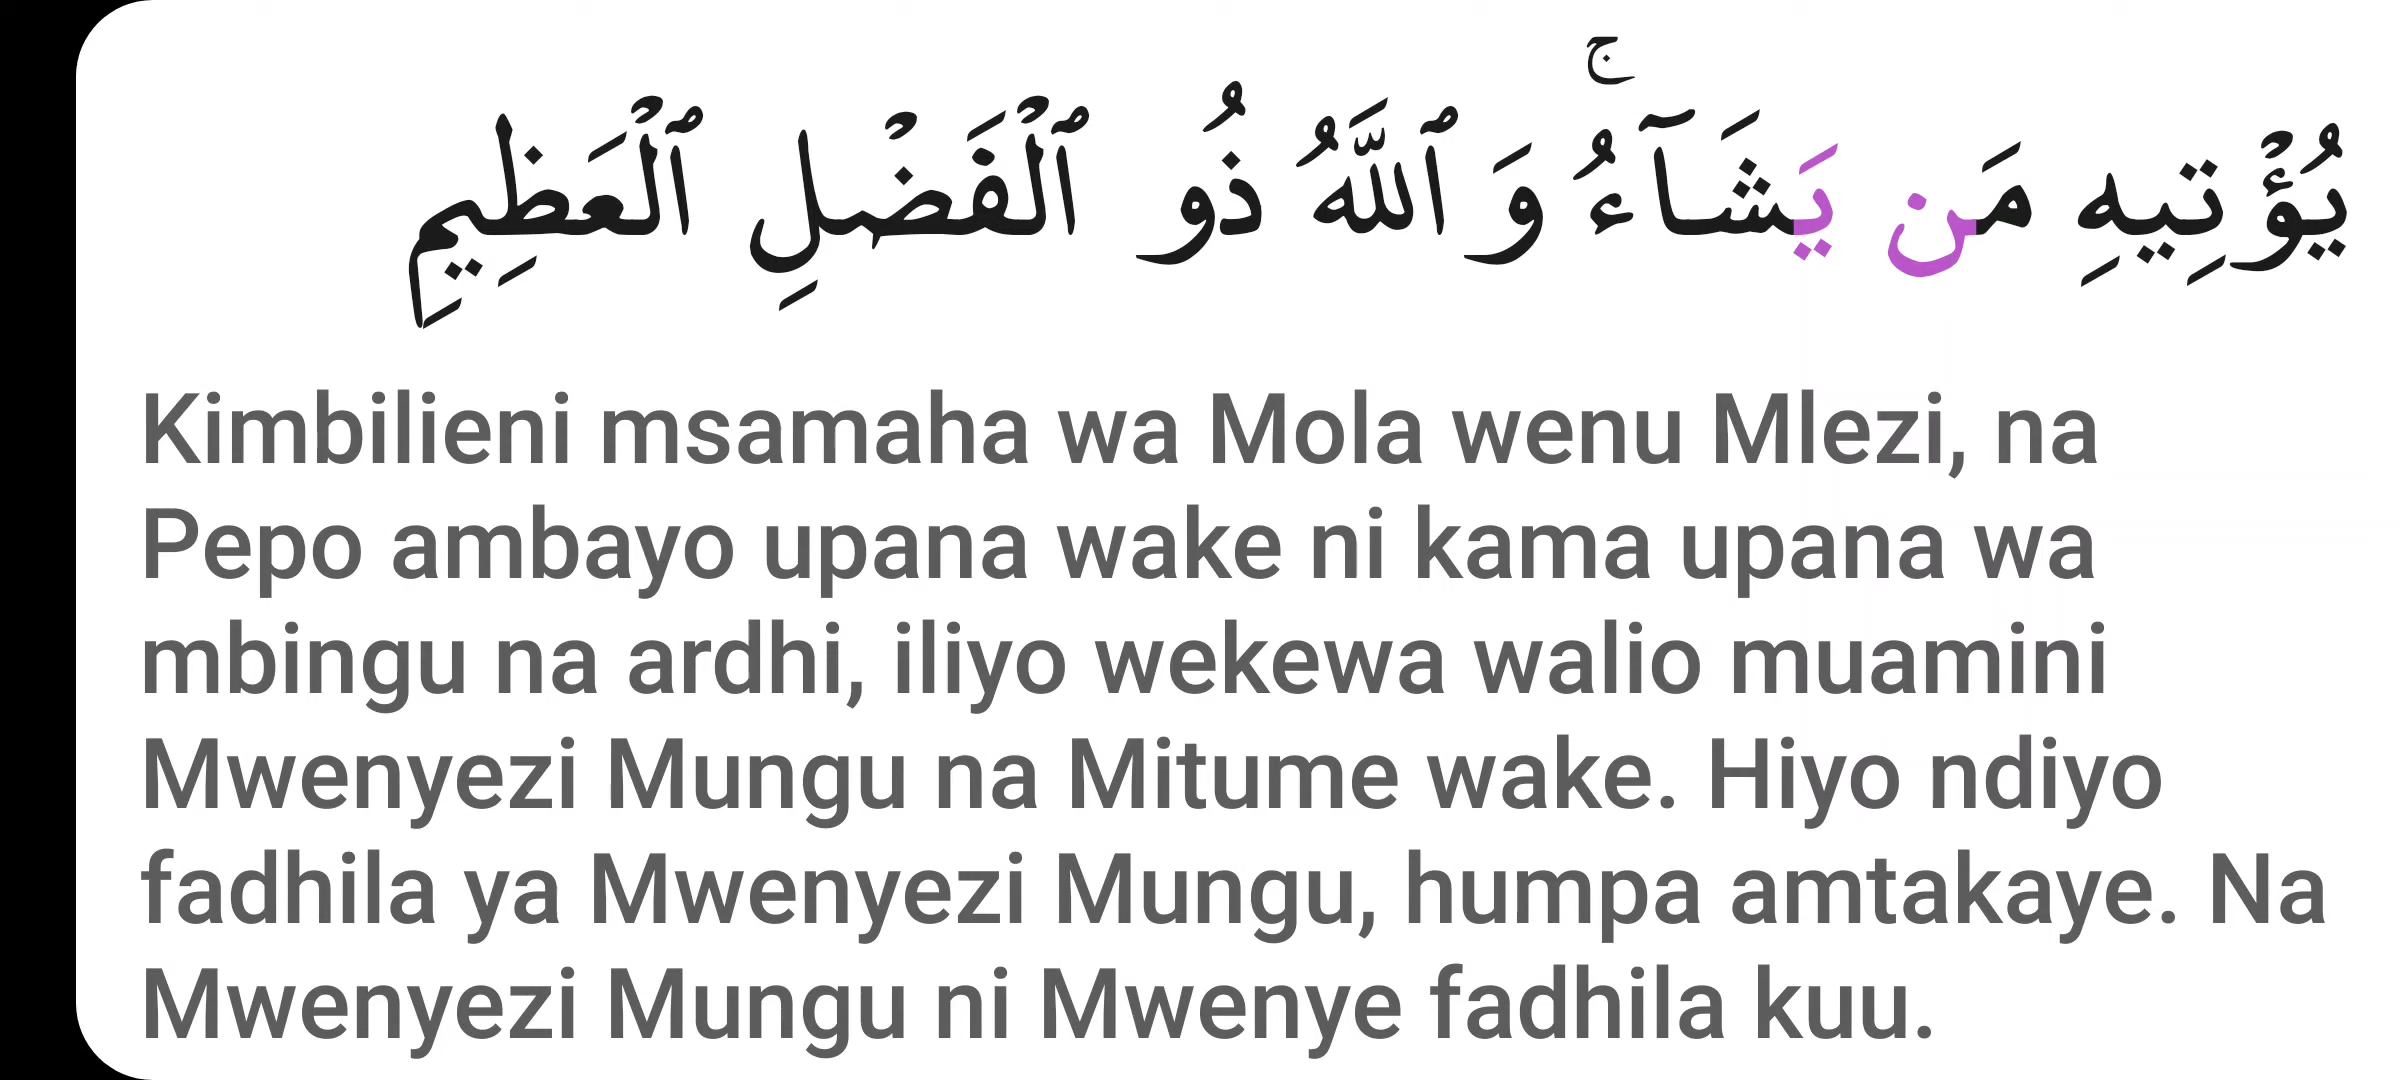 يُؤْتِيهِ مَن يَشَآءُ ۚ وَٱللَّهُ ذُو ٱلْفَضْلِ ٱلْعَظِيمِ
Kimbilieni msamaha wa Mola wenu Mlezi, na
Pepo ambayo upana wake ni kama upana wa
mbingu na ardhi, iliyo wekewa walio muamini
Mwenyezi Mungu na Mitume wake. Hiyo ndiyo
fadhila ya Mwenyezi Mungu, humpa amtakaye. Na
Mwenyezi Mungu ni Mwenye fadhila kuu.